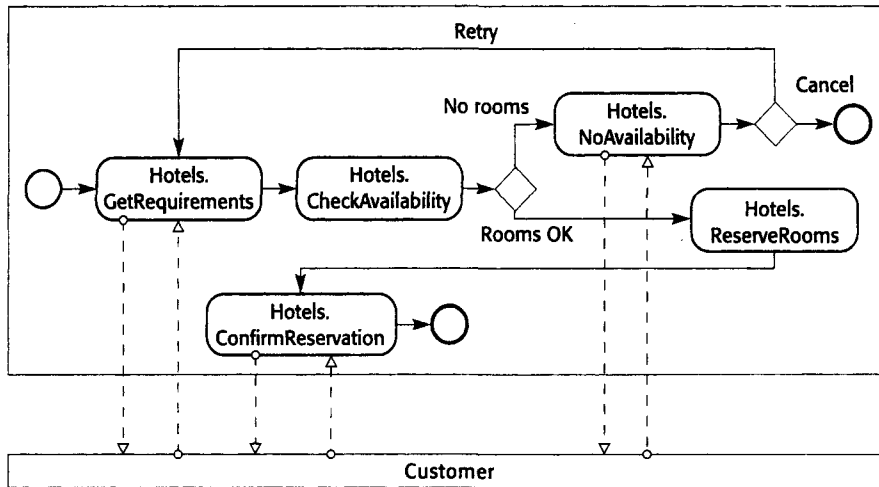 Retry
Cancel
No rooms
Hotels.
NoAvailability
Hotels.
GetRequirements
Hotels.
CheckAvailability
Rooms OK
Hotels.
ReserveRooms
Hotels.
ConfirmReservation
Customer